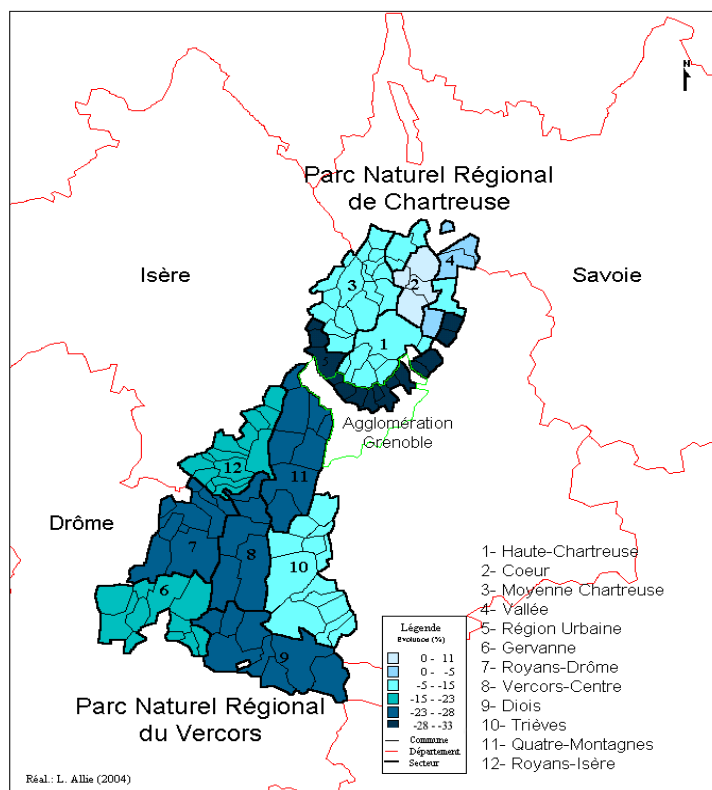 N
Parc Naturel Régional
de Chartreuse
Isère
Savoie
4
2
3
1
5
Agglomération
Grenoble
12
11
Drôme
7
8
10
6
9
Parc Naturel Régional
du Vercors
1- Haute-Chartreuse
2- Coeur
3- Moyenne Chartreuse
4- Vallée
5- Région Urbaine
6- Gervanne
7- Royans-Drôme
8- Vercors-Centre
9- Diois
10- Trièves
11- Quatre-Montagnes
12- Royans-Isère
Légende
Evolution (%)
0 - 11
0 - -5
-5 - -15
-15 - -23
-23 - -28
-28 - -33
Commune
Département
Secteur
Réal.: L. Allie (2004)